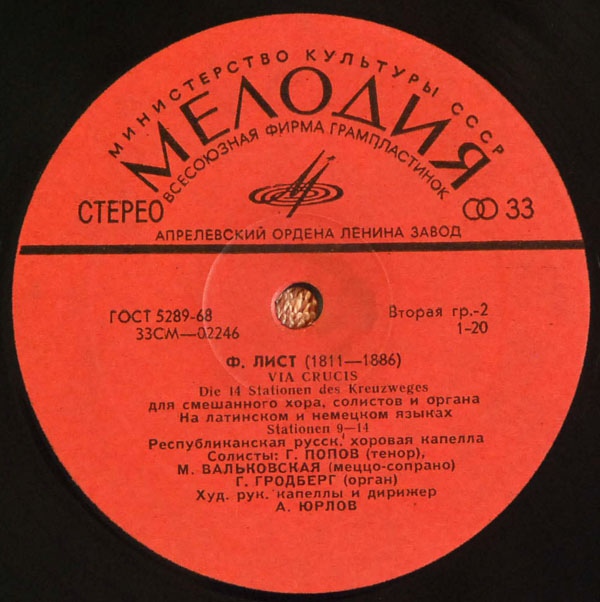 МИНИСТЕРСТВО КУЛЬТУРЫ СССР
МЕЛОДИЯ
ВСЕСОЮЗНАЯ ФИРМА ГРАМПЛАСТИНОК
СТЕРЕО
33
АПРЕЛЕВСКИЙ ОРДЕНА ЛЕНИНА ЗАВОД
ГОСТ 5289-68
Вторая гр.-2
33СМ—02246
1-20
Ф. ЛИСТ (1811—1886)
VIA CRUCIS
Die 14 Stationen des Kreuzweges
для смешанного хора, солистов и органа
На латинском и немецком языках
Stationen 9—14
Республиканская русск. хоровая капелла
Солисты: Г. ПОПОВ (тенор),
М. ВАЛЬКОВСКАЯ (меццо-сопрано)
Г. ГРОДБЕРГ (орган)
Худ. рук. капеллы и дирижер
А. ЮРЛОВ